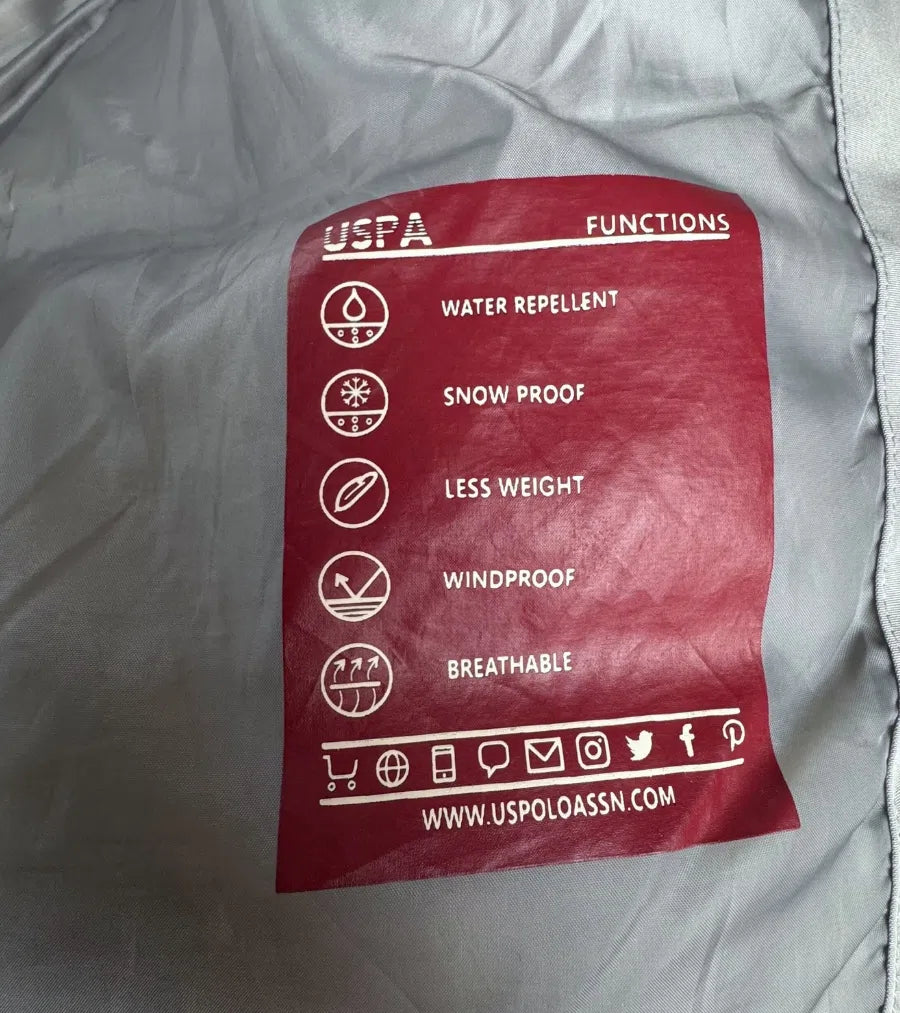 USPA FUNCTIONS
WATER REPELLENT
SNOW PROOF
LESS WEIGHT
WINDPROOF
BREATHABLE
WWW.USPOLOASSN.COM